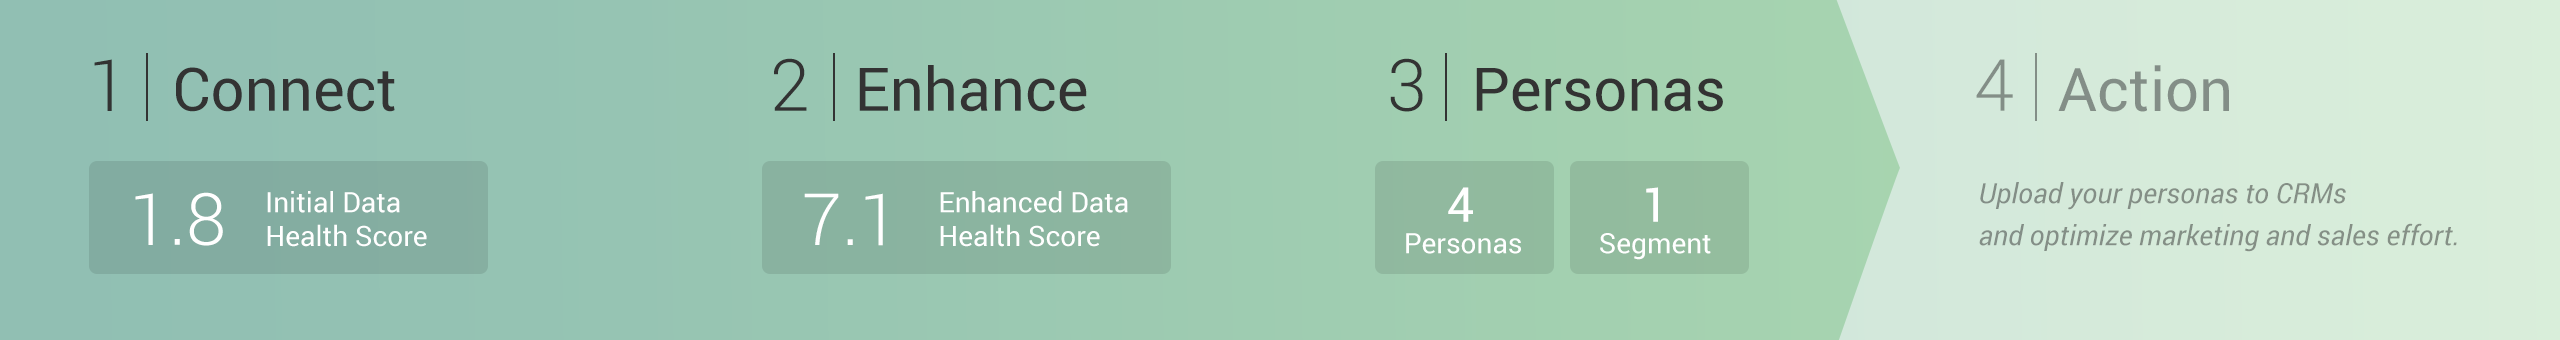 1 | Connect
1.8
Initial Data
Health Score
2 | Enhance
7.1
Enhanced Data
Health Score
3 | Personas
4
Personas
1
Segment
4 | Action
Upload your personas to CRMs
and optimize marketing and sales effort.